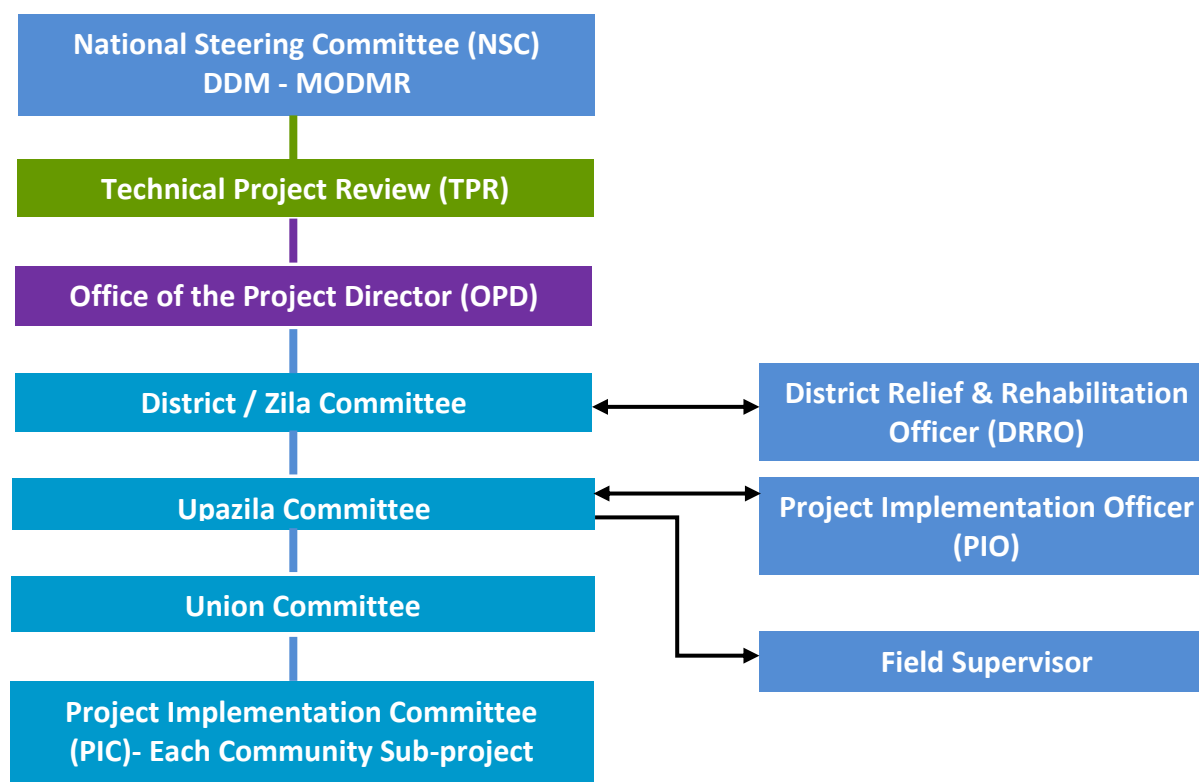 National Steering Committee (NSC)
DDM - MODMR
Technical Project Review (TPR)
Office of the Project Director (OPD)
District / Zila Committee
District Relief & Rehabilitation
Officer (DRRO)
Upazila Committee
Project Implementation Officer
(PIO)
Union Committee
Field Supervisor
Project Implementation Committee
(PIC)- Each Community Sub-project